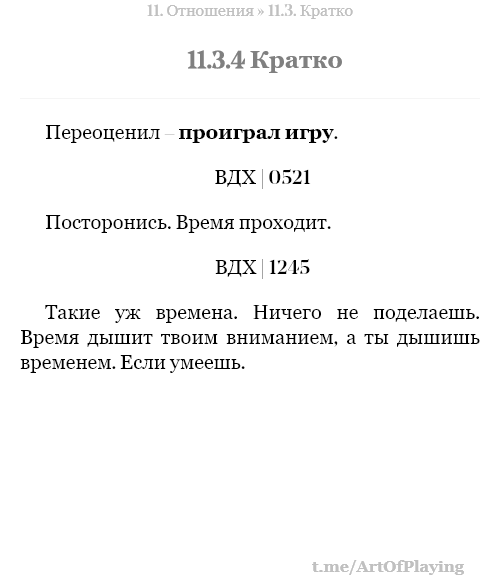 11. Отношения » 11.3. Кратко
11.3.4 Кратко
Переоценил – проиграл игру.
ВДХ | 0521
Посторонись. Время проходит.
ВДХ | 1245
Такие уж времена. Ничего не поделаешь.
Время дышит твоим вниманием, а ты дышишь
временем. Если умеешь.
t.me/ArtOfPlaying